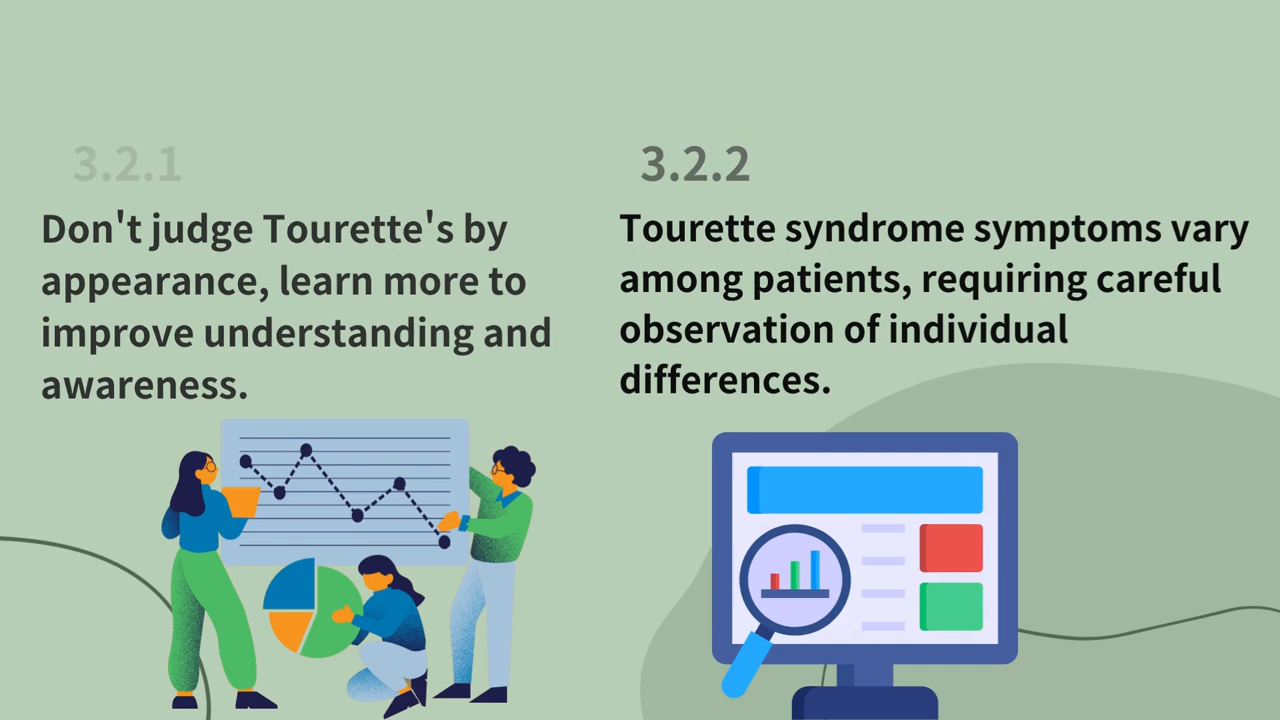 3.2.1
Don't judge Tourette's by
appearance, learn more to
improve understanding and
awareness.
3.2.2
Tourette syndrome symptoms vary
among patients, requiring careful
observation of individual
differences.